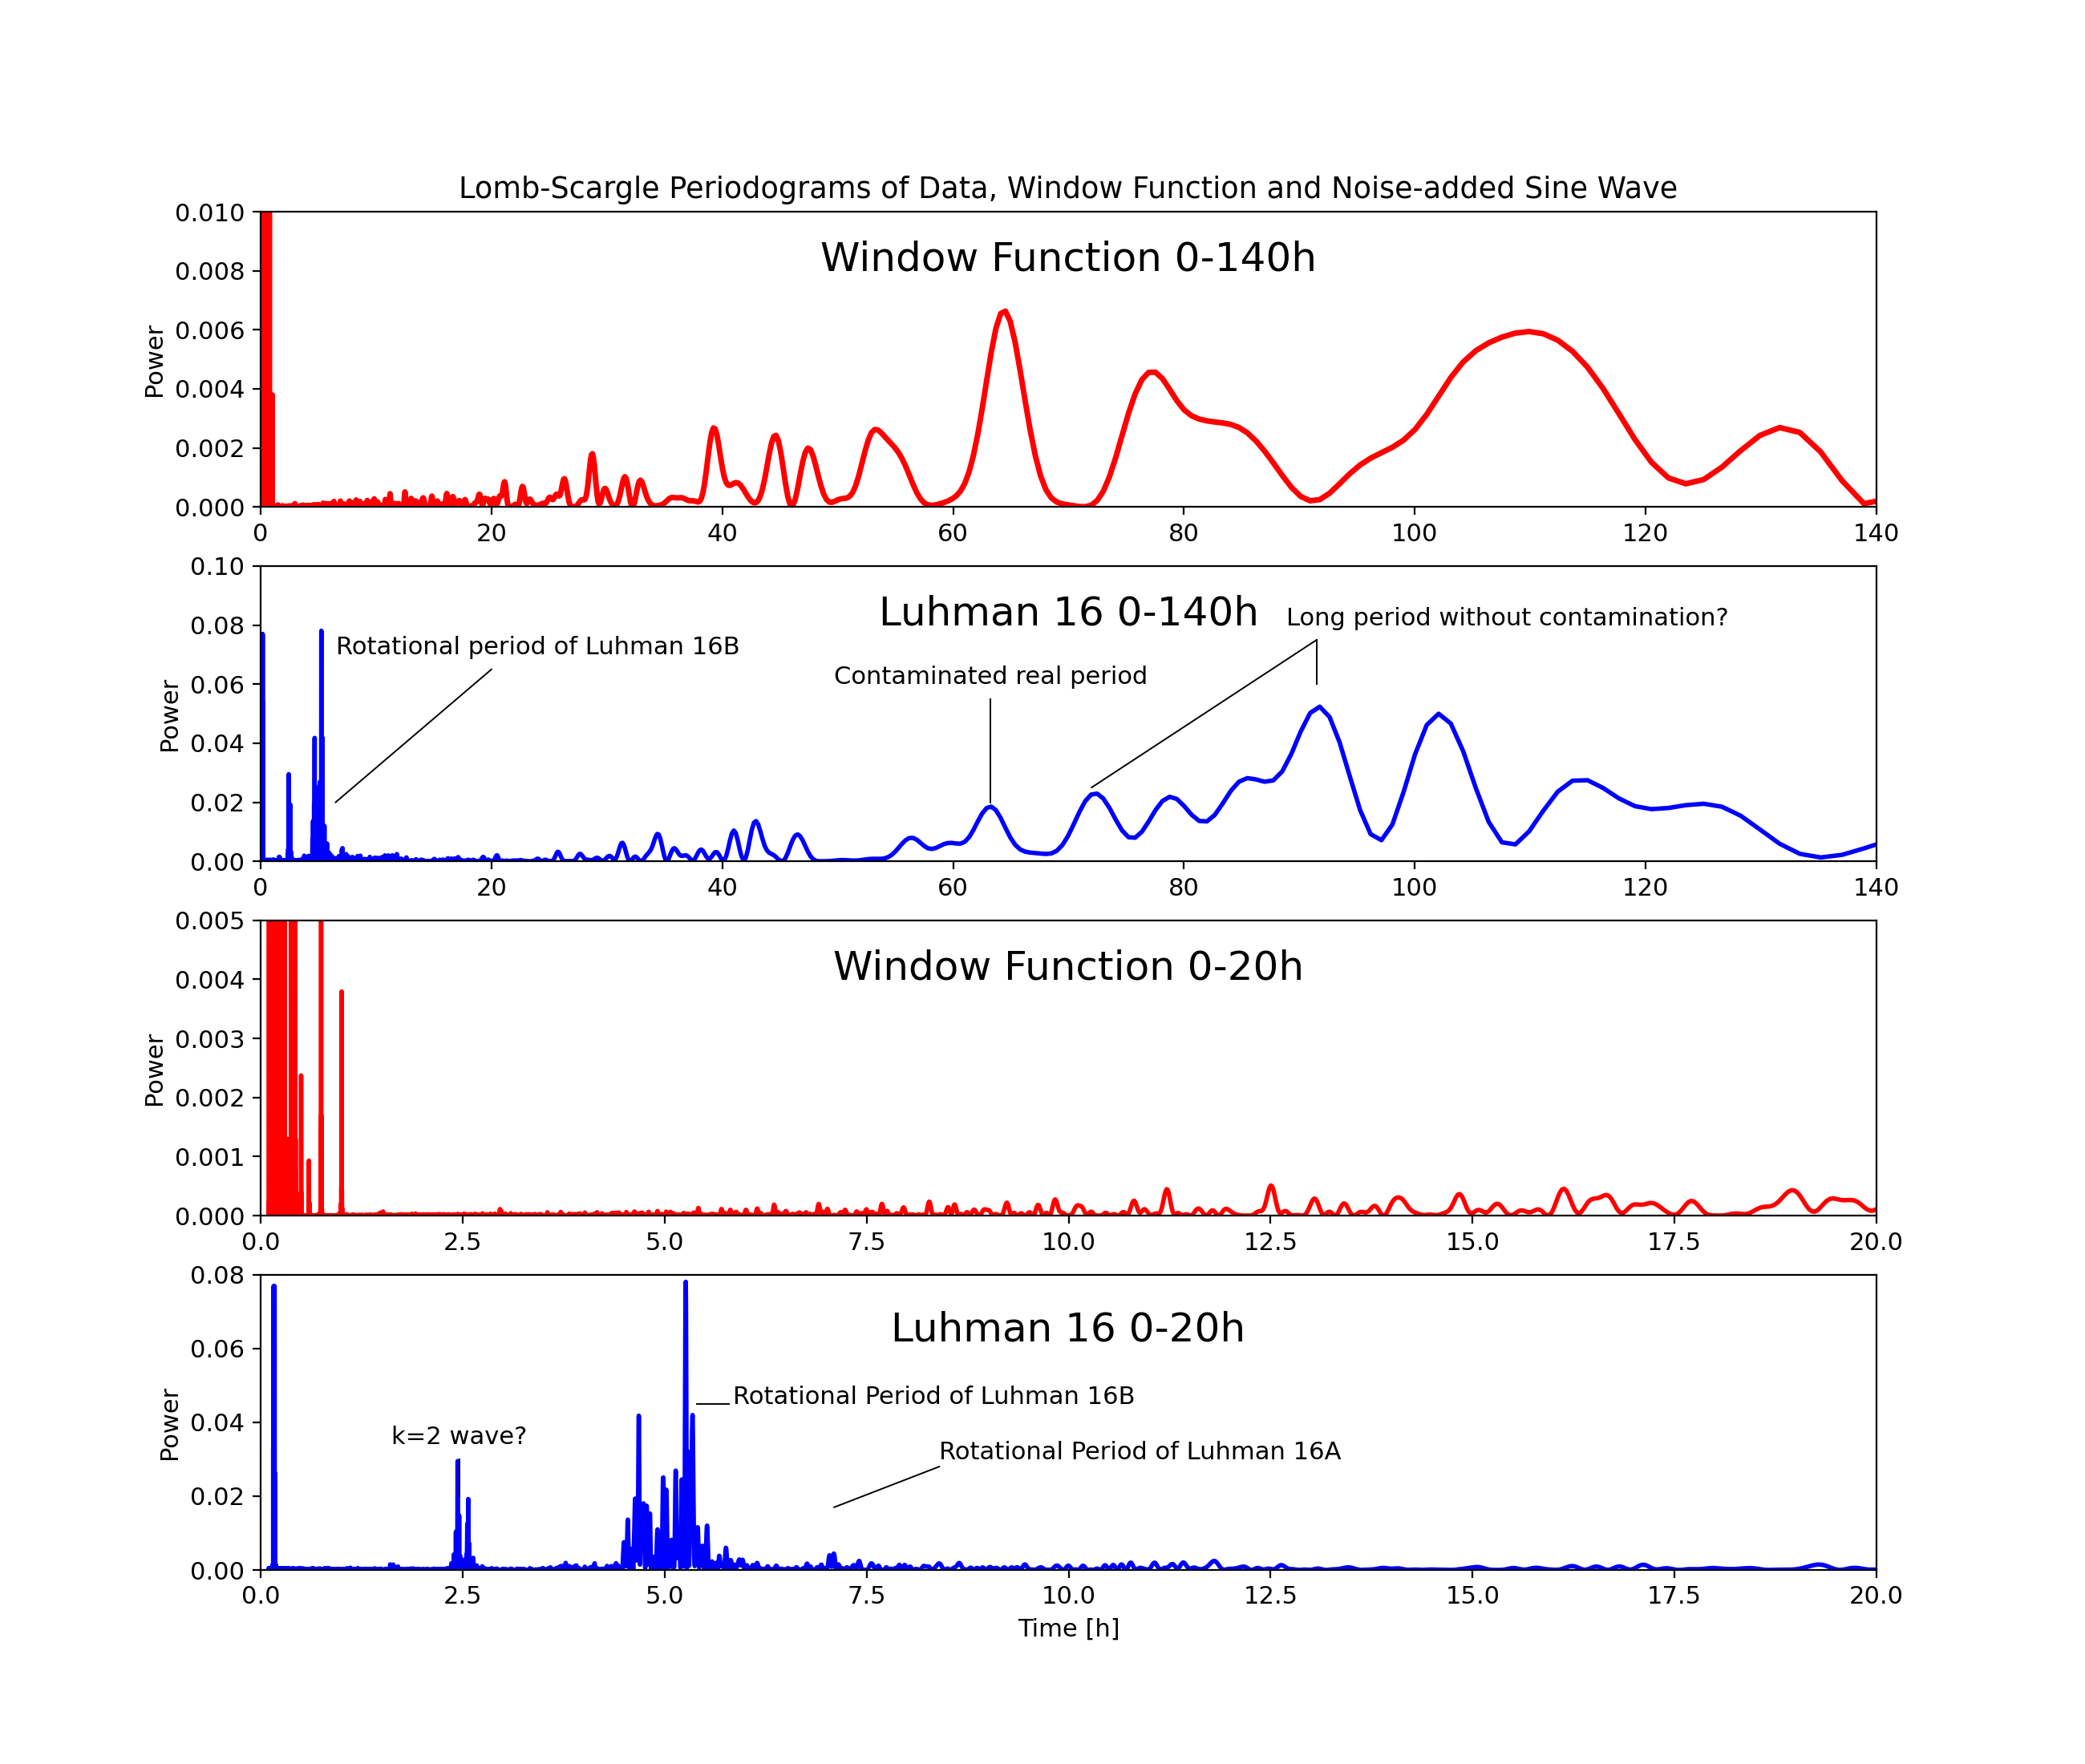 Lomb-Scargle Periodograms of Data, Window Function and Noise-added Sine Wave
Window Function 0-140h
Power
0.010
0.008
0.006
0.004
0.002
0.000
0 20 40 60 80 100 120 140
Luhman 16 0-140h
Long period without contamination?
Rotational period of Luhman 16B
Contaminated real period
Power
0.10
0.08
0.06
0.04
0.02
0.00
0 20 40 60 80 100 120 140
Window Function 0-20h
Power
0.005
0.004
0.003
0.002
0.001
0.000
0.0 2.5 5.0 7.5 10.0 12.5 15.0 17.5 20.0
Luhman 16 0-20h
Rotational Period of Luhman 16B
k=2 wave?
Rotational Period of Luhman 16A
Power
0.08
0.06
0.04
0.02
0.00
0.0 2.5 5.0 7.5 10.0 12.5 15.0 17.5 20.0
Time [h]